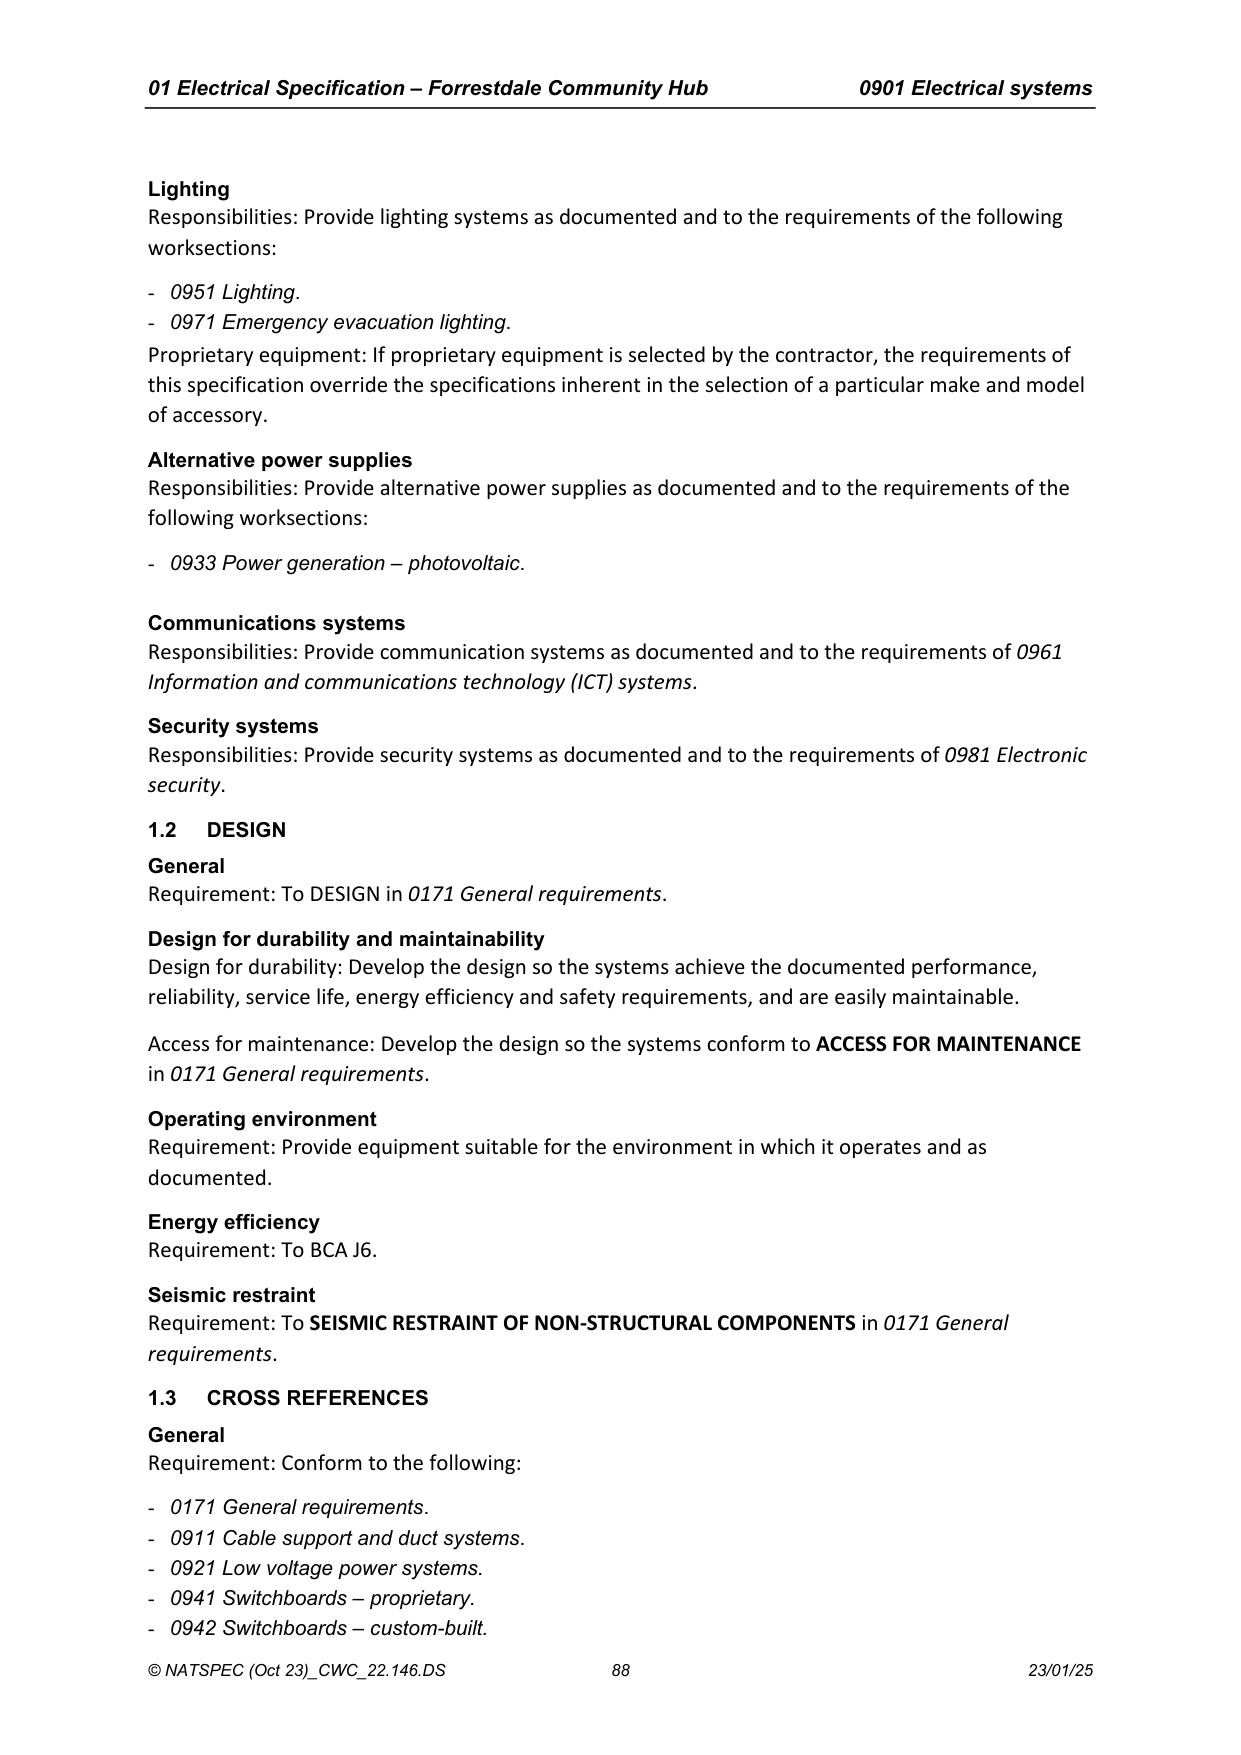 01 Electrical Specification – Forrestdale Community Hub 0901 Electrical systems
Lighting
Responsibilities: Provide lighting systems as documented and to the requirements of the following
worksections:
- 0951 Lighting.
- 0971 Emergency evacuation lighting.
Proprietary equipment: If proprietary equipment is selected by the contractor, the requirements of
this specification override the specifications inherent in the selection of a particular make and model
of accessory.
Alternative power supplies
Responsibilities: Provide alternative power supplies as documented and to the requirements of the
following worksections:
- 0933 Power generation – photovoltaic.
Communications systems
Responsibilities: Provide communication systems as documented and to the requirements of 0961
Information and communications technology (ICT) systems.
Security systems
Responsibilities: Provide security systems as documented and to the requirements of 0981 Electronic
security.
1.2 DESIGN
General
Requirement: To DESIGN in 0171 General requirements.
Design for durability and maintainability
Design for durability: Develop the design so the systems achieve the documented performance,
reliability, service life, energy efficiency and safety requirements, and are easily maintainable.
Access for maintenance: Develop the design so the systems conform to ACCESS FOR MAINTENANCE
in 0171 General requirements.
Operating environment
Requirement: Provide equipment suitable for the environment in which it operates and as
documented.
Energy efficiency
Requirement: To BCA J6.
Seismic restraint
Requirement: To SEISMIC RESTRAINT OF NON-STRUCTURAL COMPONENTS in 0171 General
requirements.
1.3 CROSS REFERENCES
General
Requirement: Conform to the following:
- 0171 General requirements.
- 0911 Cable support and duct systems.
- 0921 Low voltage power systems.
- 0941 Switchboards – proprietary.
- 0942 Switchboards – custom-built.
© NATSPEC (Oct 23)_CWC_22.146.DS 88 23/01/25